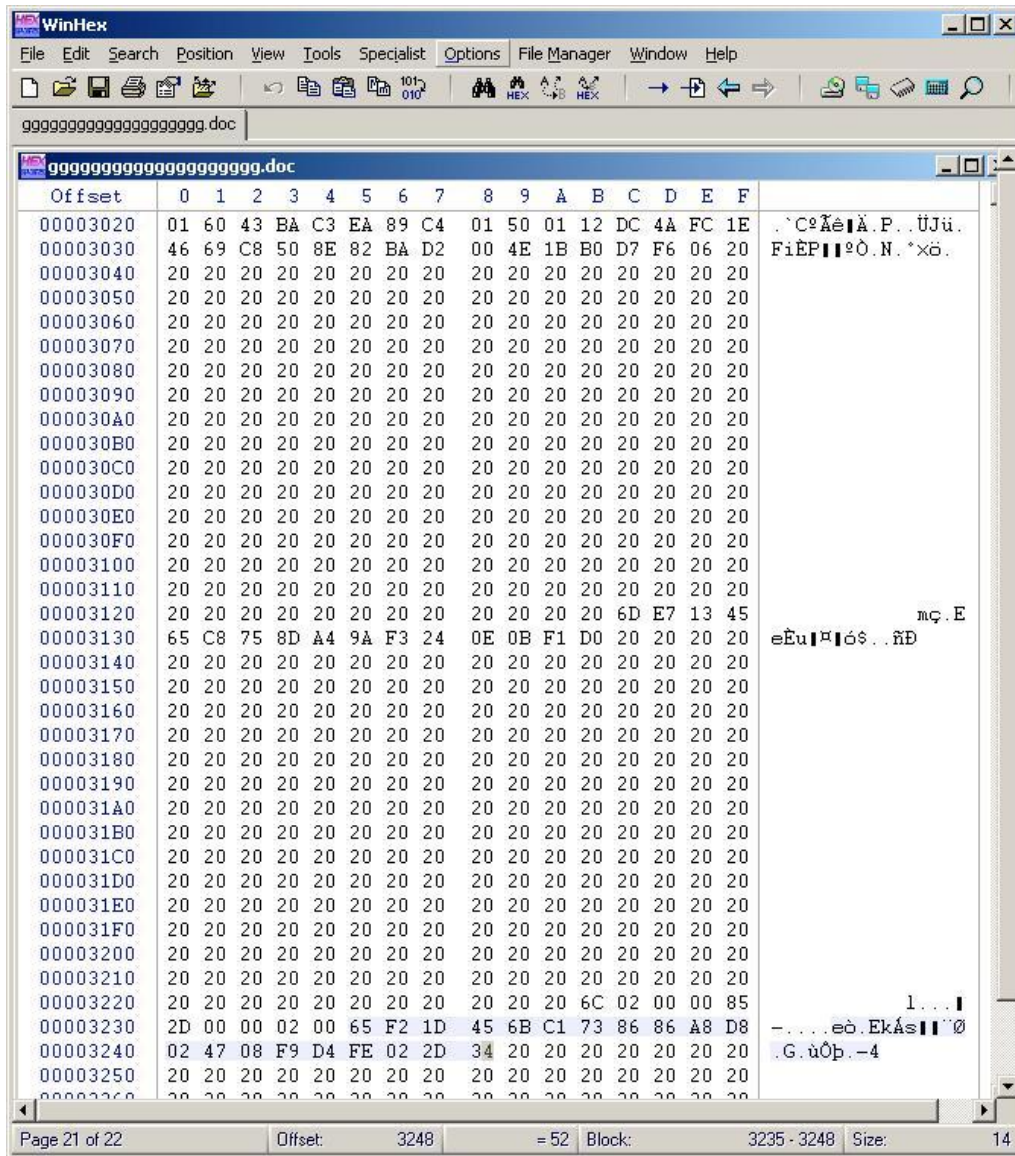 WinHex
File Edit Search Position View Tools Specialist Options File Manager Window Help
gggggggggggggggggggg.doc
gggggggggggggggggggg.doc
Offset 0 1 2 3 4 5 6 7 8 9 A B C D E F
00003020 01 60 43 BA C3 EA 89 C4 01 50 01 12 DC 4A FC 1E .`CºÃê▮Ä.P..ÜJü.
00003030 46 69 C8 50 8E 82 BA D2 00 4E 1B B0 D7 F6 06 20 FiÈP▮▮ºÒ.N.°×ö.
00003040 20 20 20 20 20 20 20 20 20 20 20 20 20 20 20 20
00003050 20 20 20 20 20 20 20 20 20 20 20 20 20 20 20 20
00003060 20 20 20 20 20 20 20 20 20 20 20 20 20 20 20 20
00003070 20 20 20 20 20 20 20 20 20 20 20 20 20 20 20 20
00003080 20 20 20 20 20 20 20 20 20 20 20 20 20 20 20 20
00003090 20 20 20 20 20 20 20 20 20 20 20 20 20 20 20 20
000030A0 20 20 20 20 20 20 20 20 20 20 20 20 20 20 20 20
000030B0 20 20 20 20 20 20 20 20 20 20 20 20 20 20 20 20
000030C0 20 20 20 20 20 20 20 20 20 20 20 20 20 20 20 20
000030D0 20 20 20 20 20 20 20 20 20 20 20 20 20 20 20 20
000030E0 20 20 20 20 20 20 20 20 20 20 20 20 20 20 20 20
000030F0 20 20 20 20 20 20 20 20 20 20 20 20 20 20 20 20
00003100 20 20 20 20 20 20 20 20 20 20 20 20 20 20 20 20
00003110 20 20 20 20 20 20 20 20 20 20 20 20 20 20 20 20
00003120 20 20 20 20 20 20 20 20 20 20 20 20 6D E7 13 45 mç.E
00003130 65 C8 75 8D A4 9A F3 24 0E 0B F1 D0 20 20 20 20 eÈu▮¤▮ó$..ñÐ
00003140 20 20 20 20 20 20 20 20 20 20 20 20 20 20 20 20
00003150 20 20 20 20 20 20 20 20 20 20 20 20 20 20 20 20
00003160 20 20 20 20 20 20 20 20 20 20 20 20 20 20 20 20
00003170 20 20 20 20 20 20 20 20 20 20 20 20 20 20 20 20
00003180 20 20 20 20 20 20 20 20 20 20 20 20 20 20 20 20
00003190 20 20 20 20 20 20 20 20 20 20 20 20 20 20 20 20
000031A0 20 20 20 20 20 20 20 20 20 20 20 20 20 20 20 20
000031B0 20 20 20 20 20 20 20 20 20 20 20 20 20 20 20 20
000031C0 20 20 20 20 20 20 20 20 20 20 20 20 20 20 20 20
000031D0 20 20 20 20 20 20 20 20 20 20 20 20 20 20 20 20
000031E0 20 20 20 20 20 20 20 20 20 20 20 20 20 20 20 20
000031F0 20 20 20 20 20 20 20 20 20 20 20 20 20 20 20 20
00003200 20 20 20 20 20 20 20 20 20 20 20 20 20 20 20 20
00003210 20 20 20 20 20 20 20 20 20 20 20 20 20 20 20 20
00003220 20 20 20 20 20 20 20 20 20 20 20 6C 02 00 00 85 l...▮
00003230 2D 00 00 02 00 65 F2 1D 45 6B C1 73 86 86 A8 D8 -....eò.EkÁs▮▮¨Ø
00003240 02 47 08 F9 D4 FE 02 2D 34 20 20 20 20 20 20 20 .G.ùÔþ.-4
00003250 20 20 20 20 20 20 20 20 20 20 20 20 20 20 20 20
Page 21 of 22 Offset: 3248 = 52 Block: 3235 - 3248 Size: 14